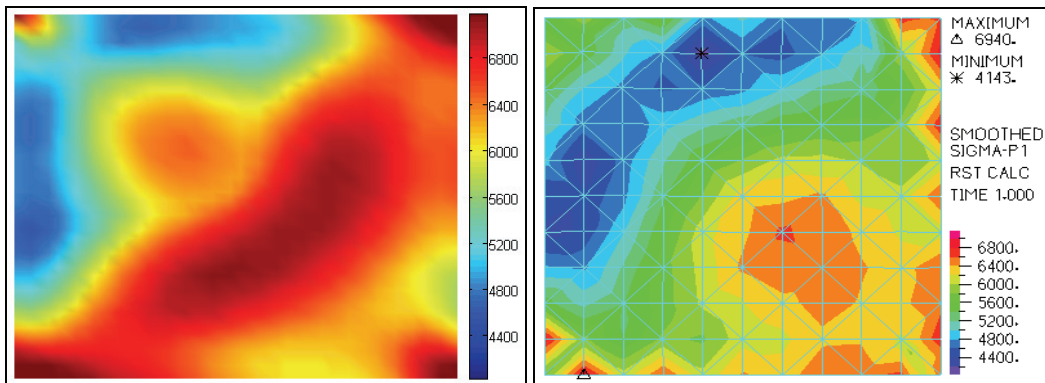 6800
6400
6000
5600
5200
4800
4400
MAXIMUM
Δ 6940.
MINIMUM
* 4143.
SMOOTHED
SIGMA-P1
RST CALC
TIME 1.000
6800.
6400.
6000.
5600.
5200.
4800.
4400.